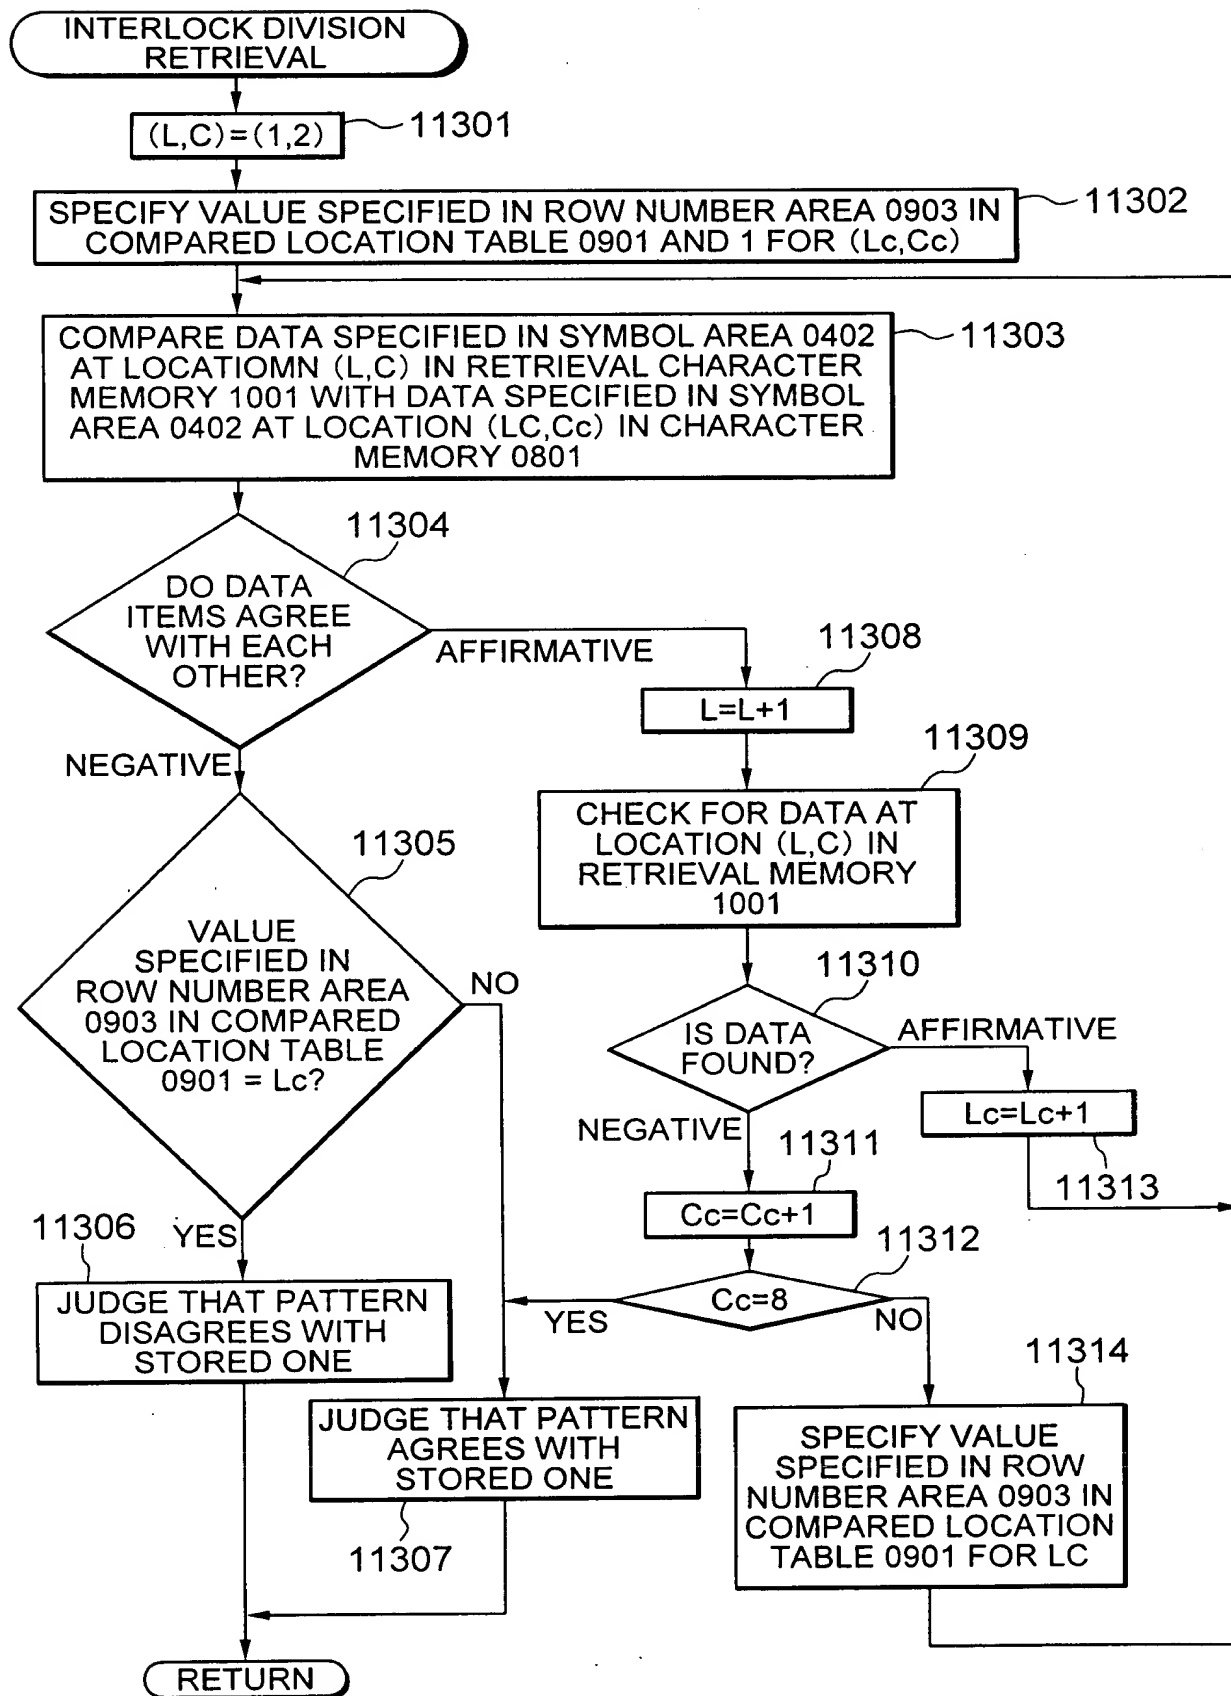 INTERLOCK DIVISION
RETRIEVAL
(L,C)=(1,2)
11301
SPECIFY VALUE SPECIFIED IN ROW NUMBER AREA 0903 IN
COMPARED LOCATION TABLE 0901 AND 1 FOR (Lc,Cc)
11302
COMPARE DATA SPECIFIED IN SYMBOL AREA 0402
AT LOCATIOMN (L,C) IN RETRIEVAL CHARACTER
MEMORY 1001 WITH DATA SPECIFIED IN SYMBOL
AREA 0402 AT LOCATION (LC,Cc) IN CHARACTER
MEMORY 0801
11303
11304
DO DATA
ITEMS AGREE
WITH EACH
OTHER?
AFFIRMATIVE
NEGATIVE
11308
L=L+1
11309
CHECK FOR DATA AT
LOCATION (L,C) IN
RETRIEVAL MEMORY
1001
11305
VALUE
SPECIFIED IN
ROW NUMBER AREA
0903 IN COMPARED
LOCATION TABLE
0901 = Lc?
NO
YES
11310
IS DATA
FOUND?
AFFIRMATIVE
NEGATIVE
Lc=Lc+1
11313
11311
Cc=Cc+1
11312
Cc=8
YES
NO
11306
JUDGE THAT PATTERN
DISAGREES WITH
STORED ONE
JUDGE THAT PATTERN
AGREES WITH
STORED ONE
11307
11314
SPECIFY VALUE
SPECIFIED IN ROW
NUMBER AREA 0903 IN
COMPARED LOCATION
TABLE 0901 FOR LC
RETURN